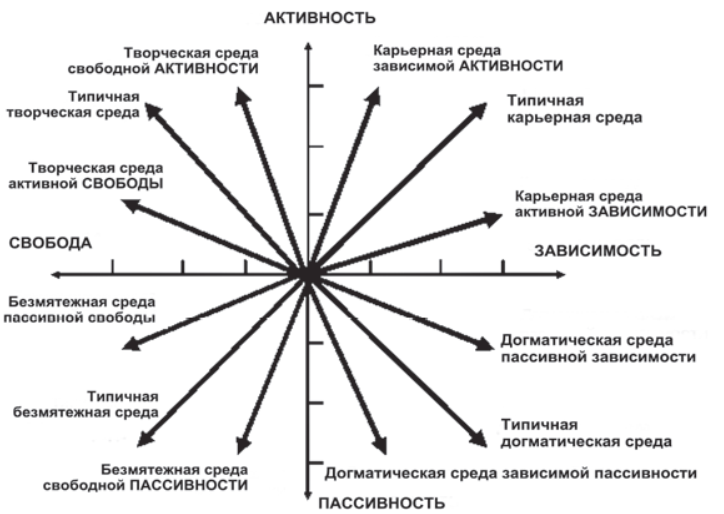 АКТИВНОСТЬ
Творческая среда
свободной АКТИВНОСТИ
Карьерная среда
зависимой АКТИВНОСТИ
Типичная
творческая среда
Типичная
карьерная среда
Творческая среда
активной СВОБОДЫ
Карьерная среда
активной ЗАВИСИМОСТИ
СВОБОДА
ЗАВИСИМОСТЬ
Безмятежная среда
пассивной свободы
Догматическая среда
пассивной зависимости
Типичная
безмятежная среда
Типичная
догматическая среда
Безмятежная среда
свободной ПАССИВНОСТИ
Догматическая среда зависимой пассивности
ПАССИВНОСТЬ